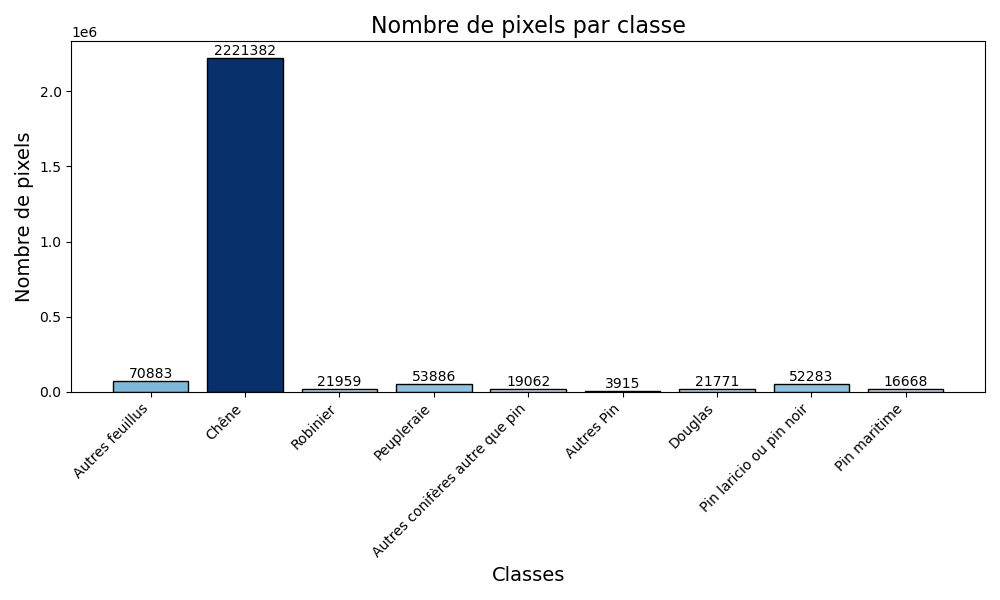 Nombre de pixels par classe
1e6
Nombre de pixels
2.0
1.5
1.0
0.5
0.0
70883
2221382
21959
53886
19062
3915
21771
52283
16668
Autres feuillus
Chêne
Robinier
Peupleraie
Autres conifères autre que pin
Autres Pin
Douglas
Pin laricio ou pin noir
Pin maritime
Classes